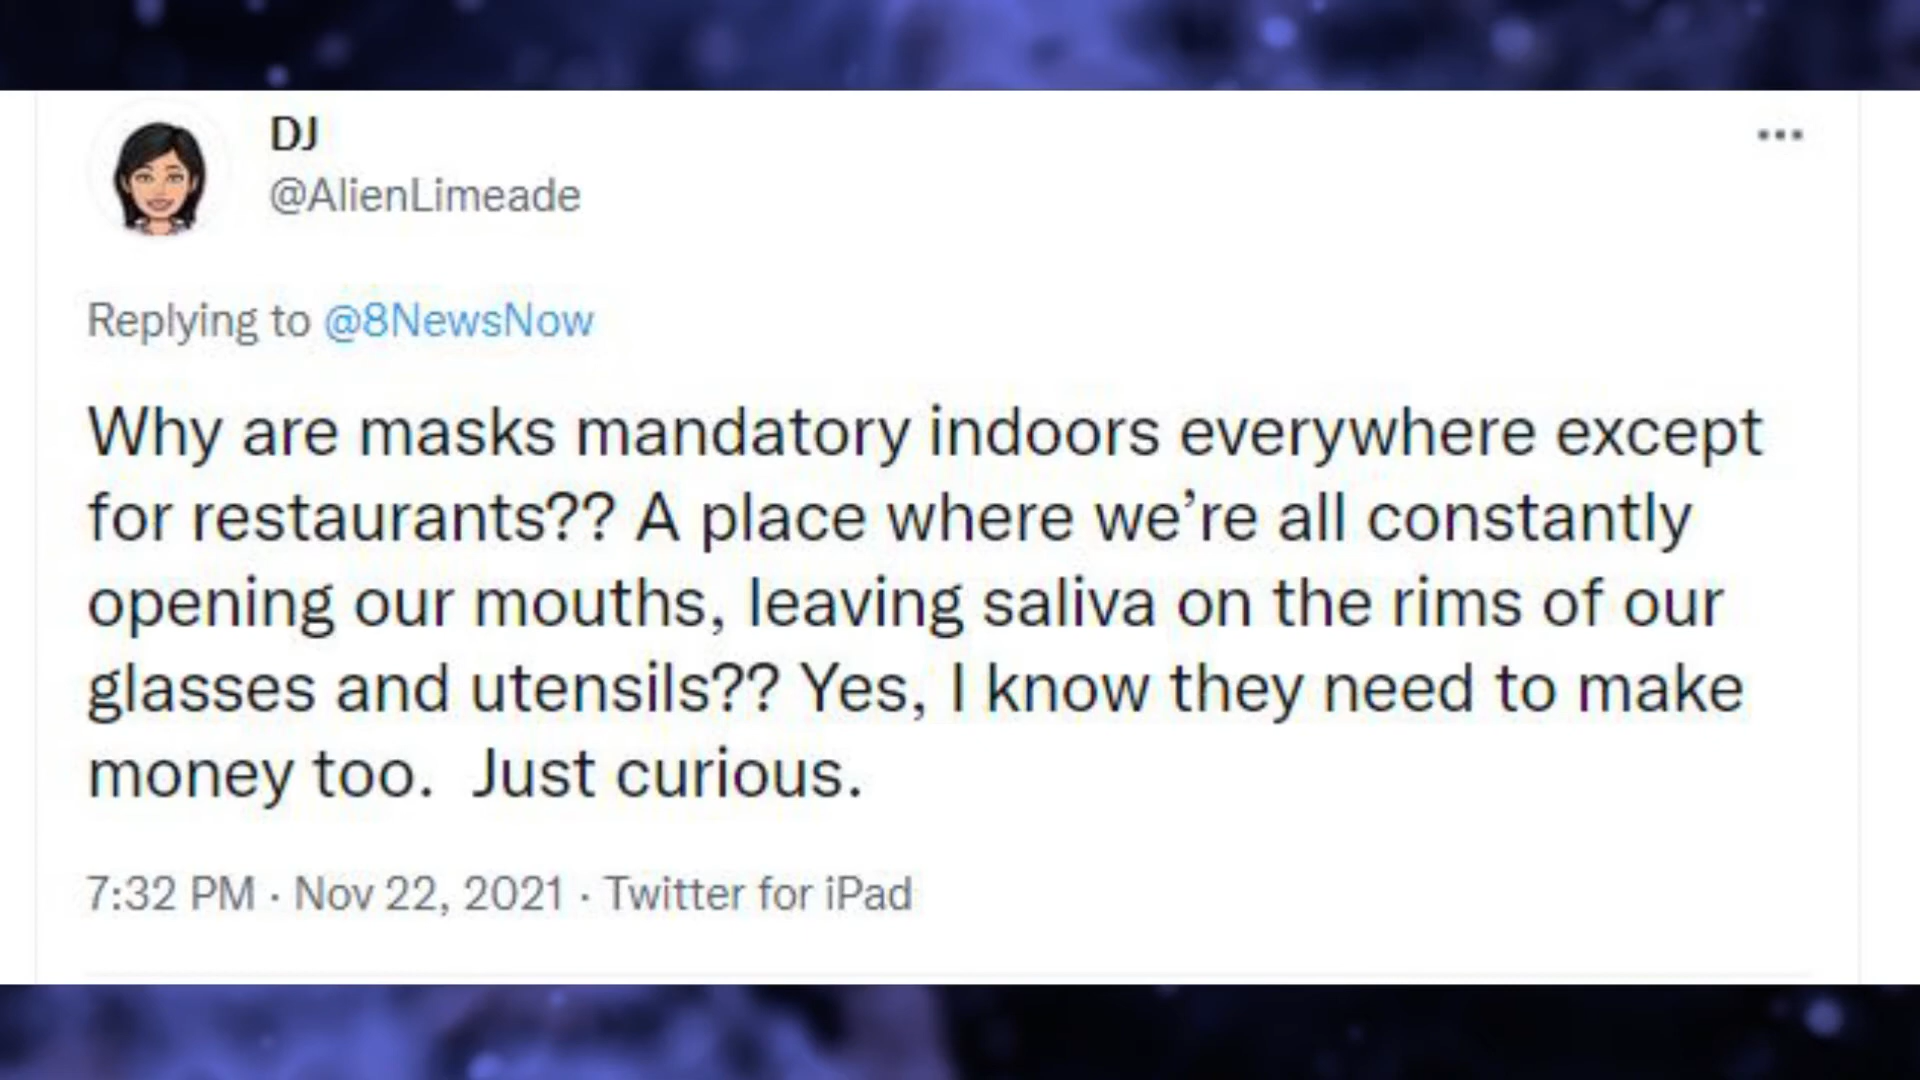 DJ
@AlienLimeade
Replying to @8NewsNow
Why are masks mandatory indoors everywhere except
for restaurants?? A place where we’re all constantly
opening our mouths, leaving saliva on the rims of our
glasses and utensils?? Yes, I know they need to make
money too.  Just curious.
7:32 PM · Nov 22, 2021 · Twitter for iPad